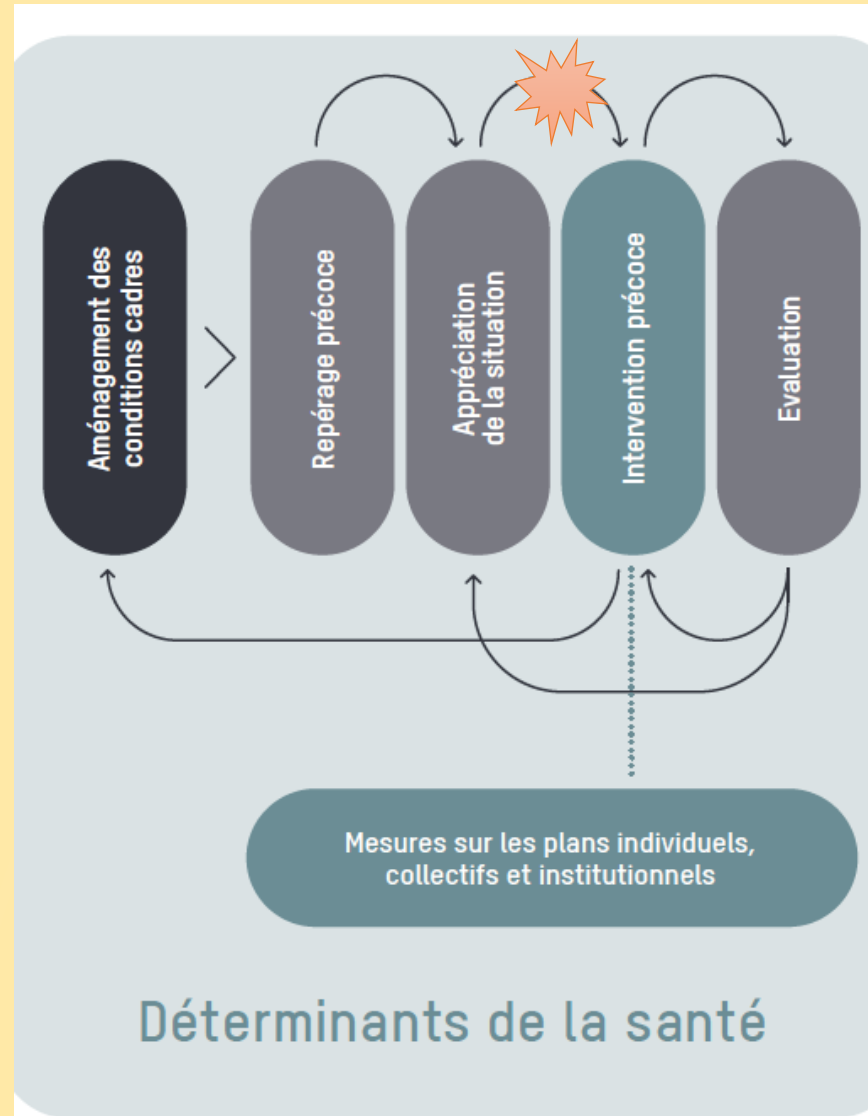 Aménagement des
conditions cadres
Repérage précoce
Appréciation
de la situation
Intervention précoce
Evaluation
Mesures sur les plans individuels,
collectifs et institutionnels
Déterminants de la santé